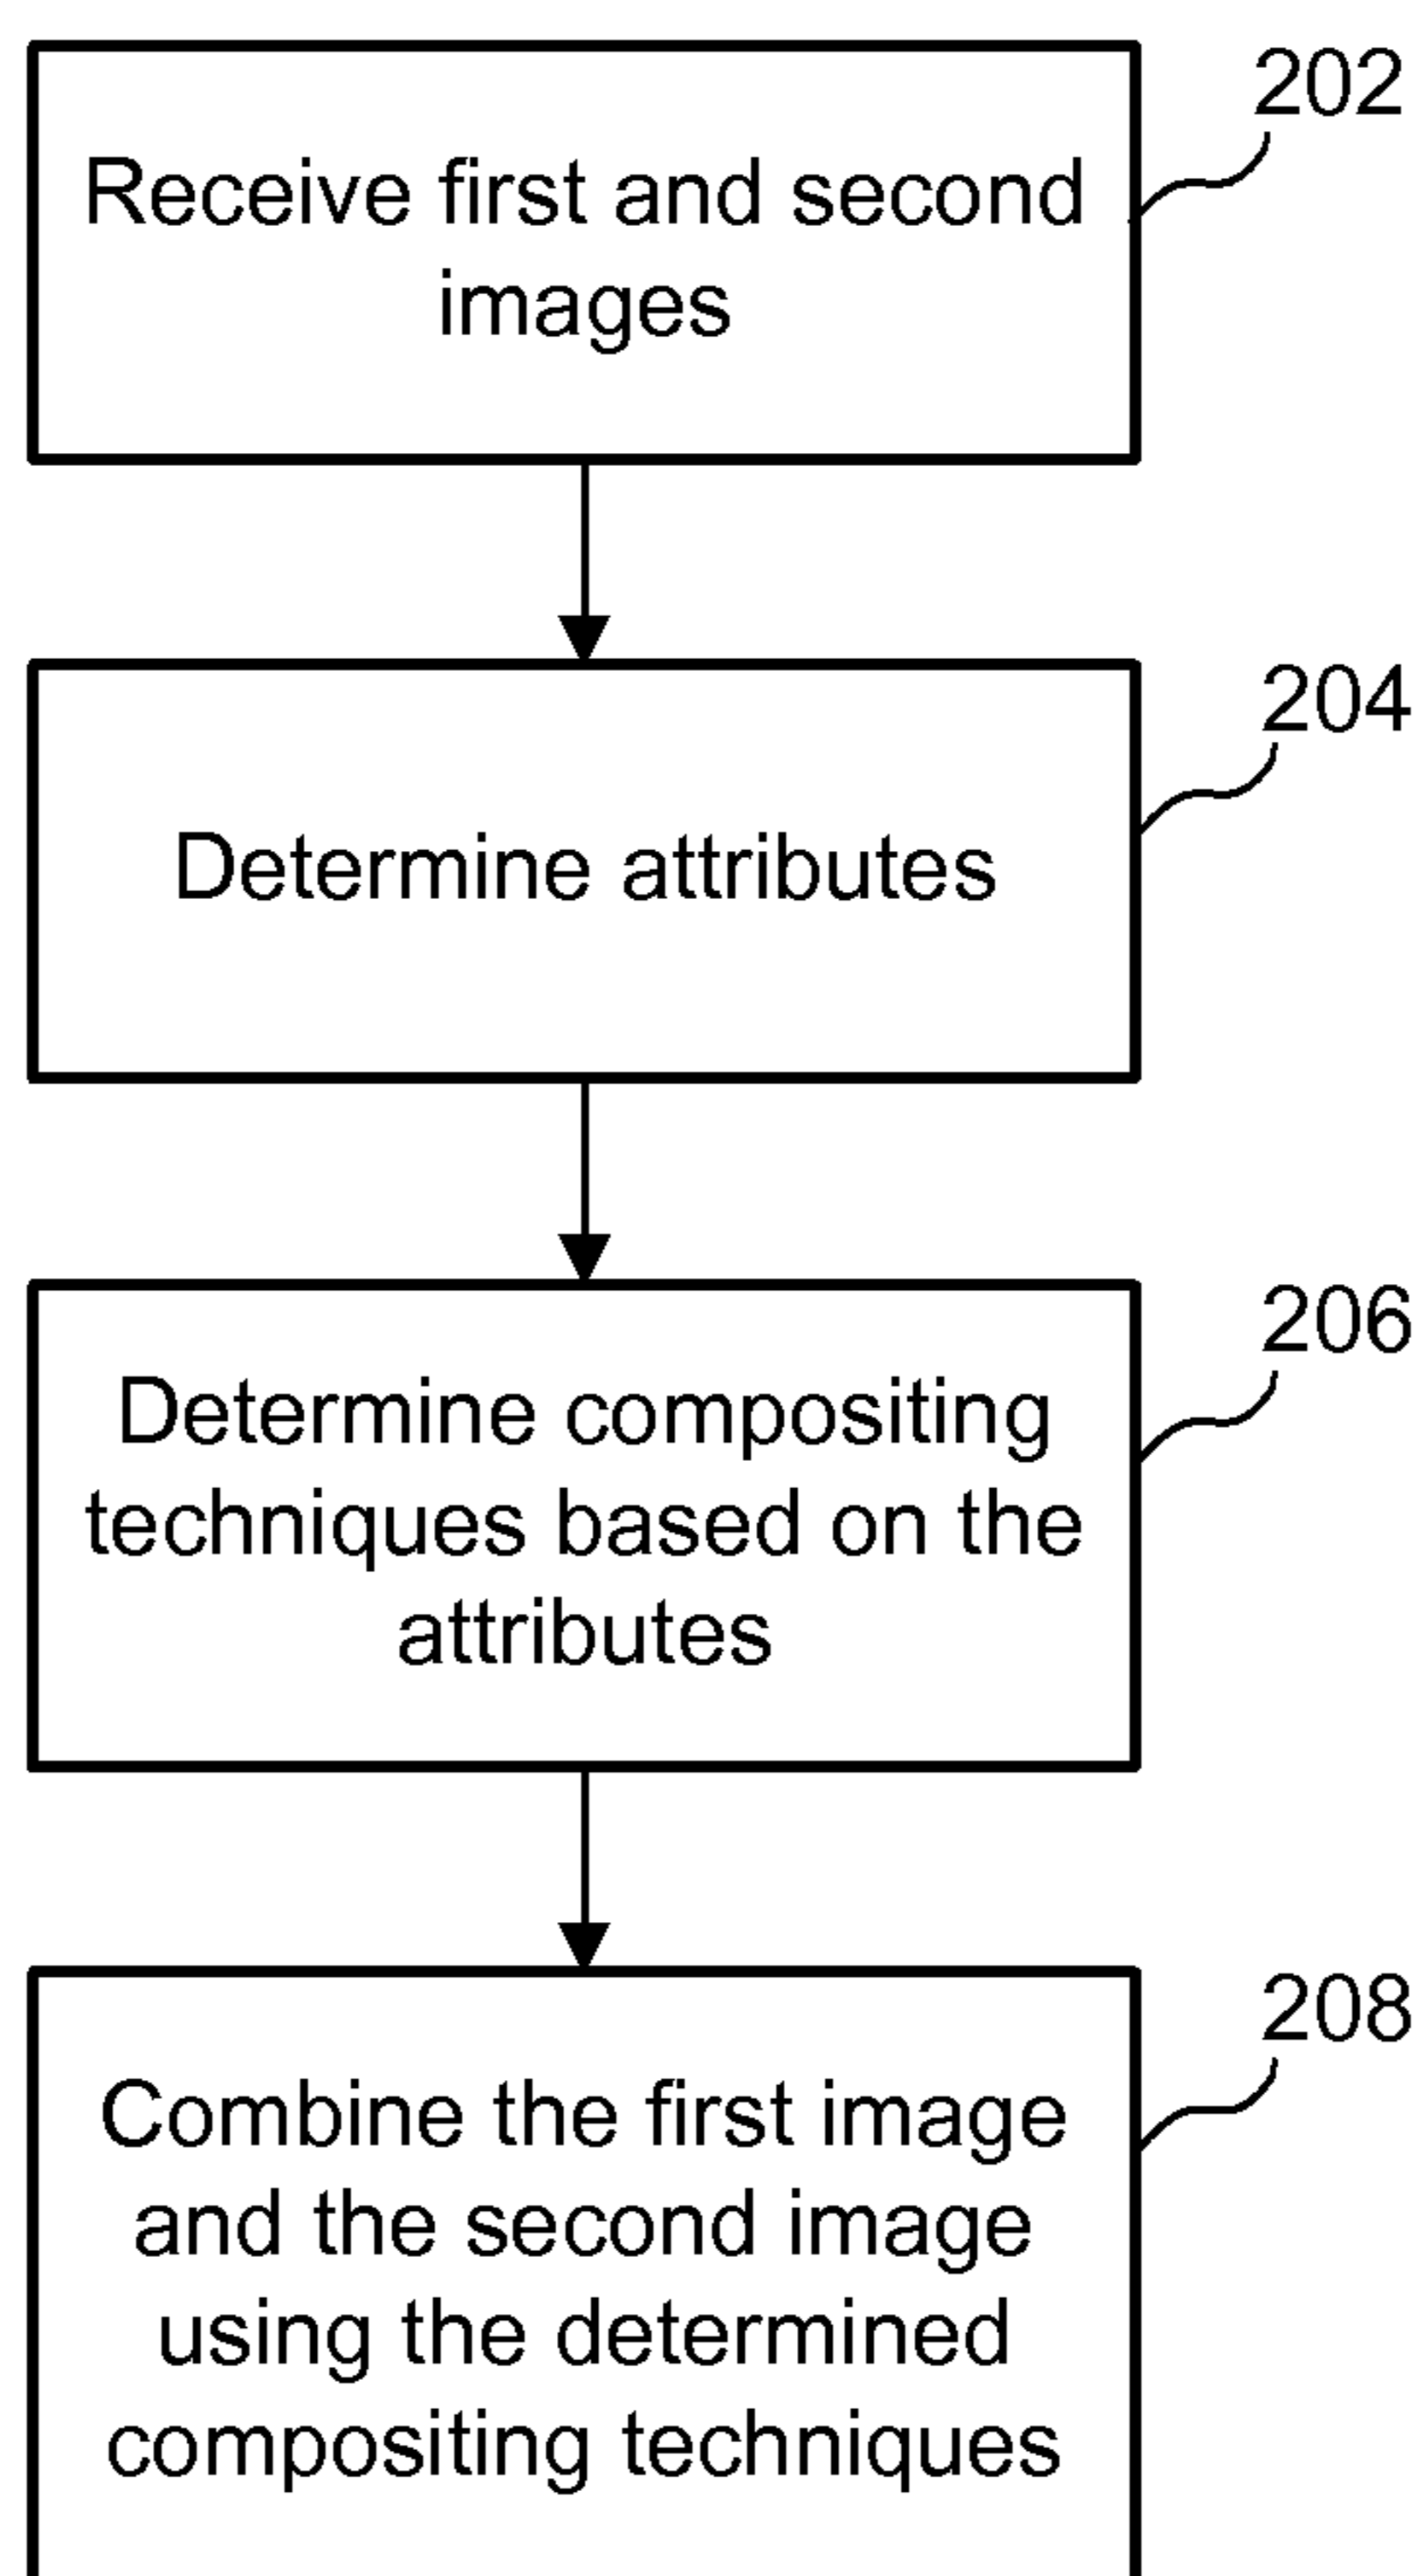 202
Receive first and second
images
204
Determine attributes
206
Determine compositing
techniques based on the
attributes
208
Combine the first image
and the second image
using the determined
compositing techniques